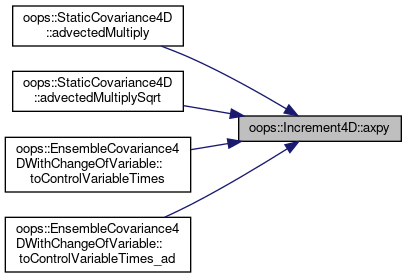 oops::StaticCovariance4D
::advectedMultiply
oops::StaticCovariance4D
::advectedMultiplySqrt
oops::Increment4D::axpy
oops::EnsembleCovariance4
DWithChangeOfVariable::
toControlVariableTimes
oops::EnsembleCovariance4
DWithChangeOfVariable::
toControlVariableTimes_ad